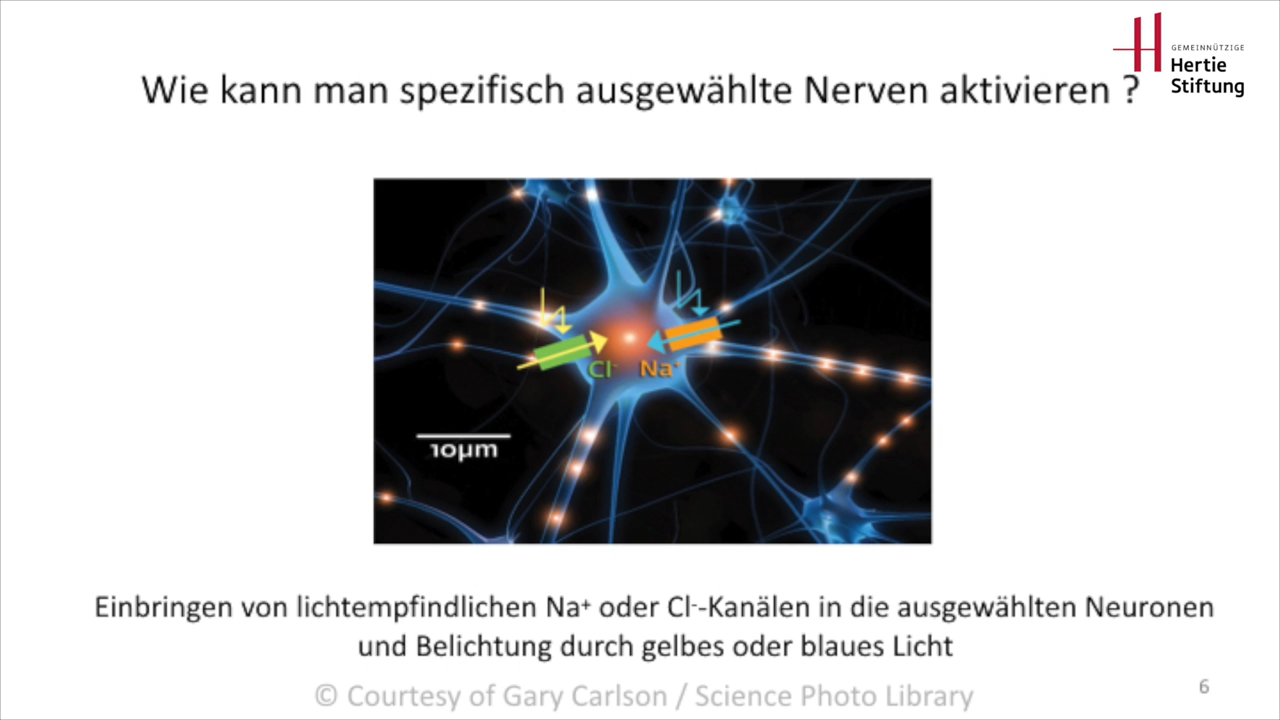 GEMEINNÜTZIGE
Hertie
Stiftung
Wie kann man spezifisch ausgewählte Nerven aktivieren ?
Cl⁻ Na⁺
10µm
Einbringen von lichtempfindlichen Na⁺ oder Cl⁻-Kanälen in die ausgewählten Neuronen
und Belichtung durch gelbes oder blaues Licht
© Courtesy of Gary Carlson / Science Photo Library
6